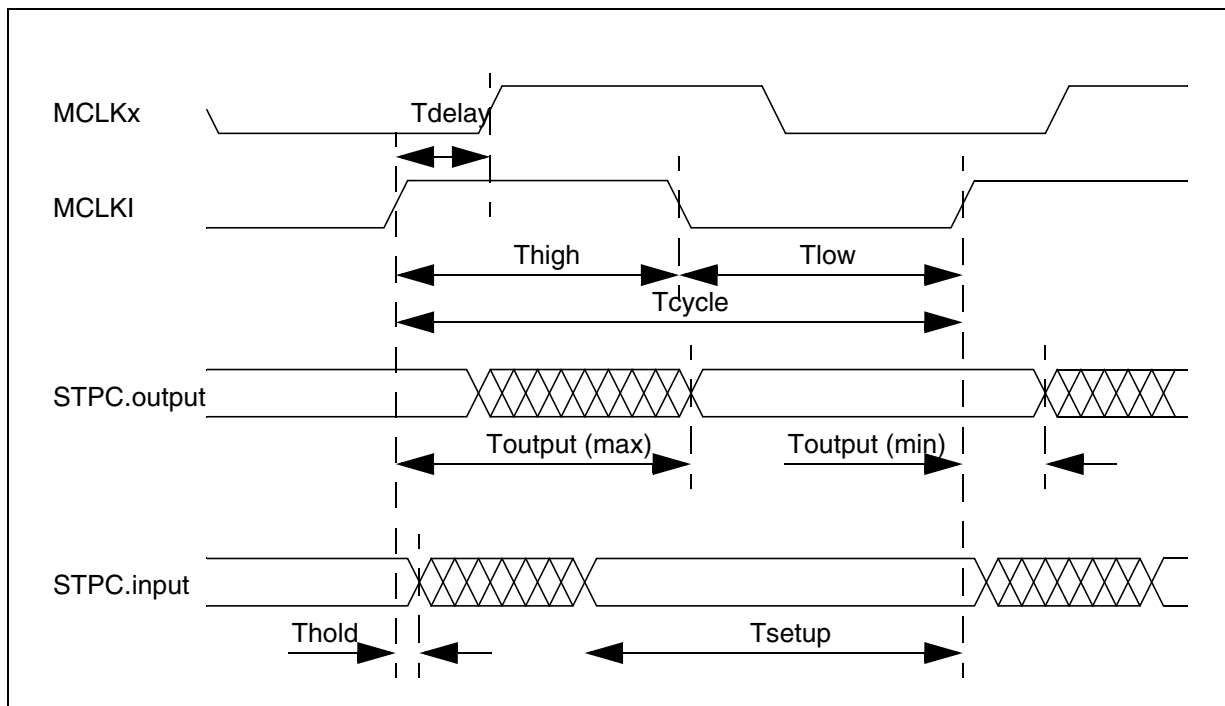 MCLKx
Tdelay
MCLKI
Thigh
Tlow
Tcycle
STPC.output
Toutput (max)
Toutput (min)
STPC.input
Thold
Tsetup